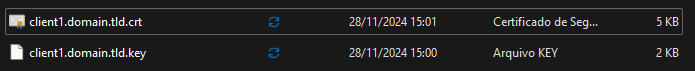 client1.domain.tld.crt 28/11/2024 15:01 Certificado de Seg... 5 KB
client1.domain.tld.key 28/11/2024 15:00 Arquivo KEY 2 KB